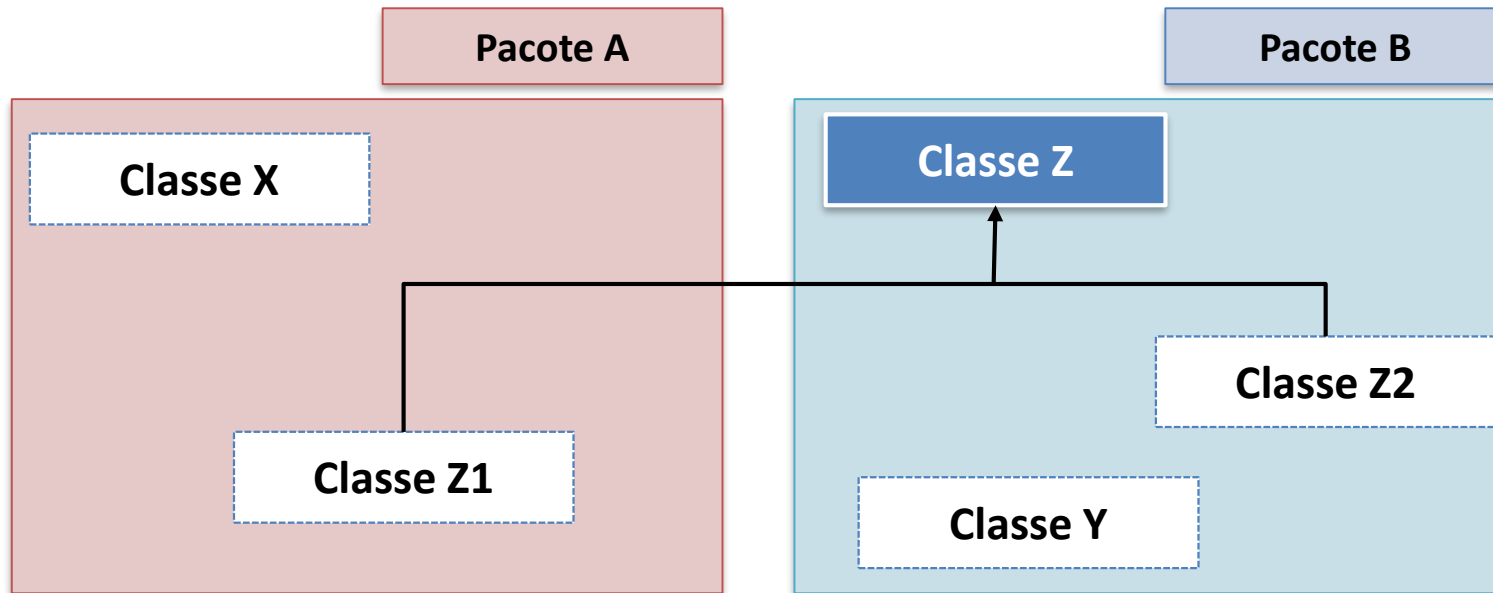 Pacote A
Pacote B
Classe X
Classe Z
Classe Z2
Classe Z1
Classe Y